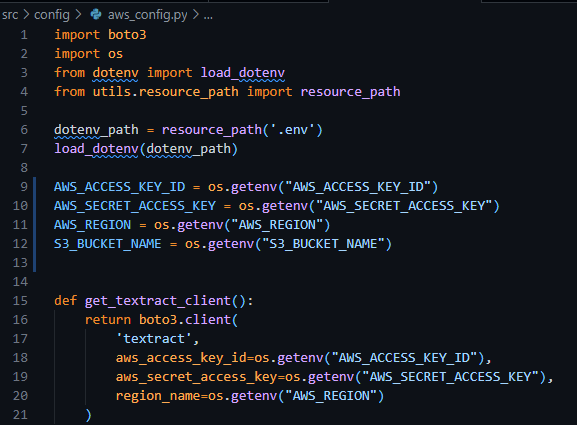 src > config > aws_config.py > ...
1 import boto3
2 import os
3 from dotenv import load_dotenv
4 from utils.resource_path import resource_path
5
6 dotenv_path = resource_path('.env')
7 load_dotenv(dotenv_path)
8
9 AWS_ACCESS_KEY_ID = os.getenv("AWS_ACCESS_KEY_ID")
10 AWS_SECRET_ACCESS_KEY = os.getenv("AWS_SECRET_ACCESS_KEY")
11 AWS_REGION = os.getenv("AWS_REGION")
12 S3_BUCKET_NAME = os.getenv("S3_BUCKET_NAME")
13
14
15 def get_textract_client():
16     return boto3.client(
17         'textract',
18         aws_access_key_id=os.getenv("AWS_ACCESS_KEY_ID"),
19         aws_secret_access_key=os.getenv("AWS_SECRET_ACCESS_KEY"),
20         region_name=os.getenv("AWS_REGION")
21     )